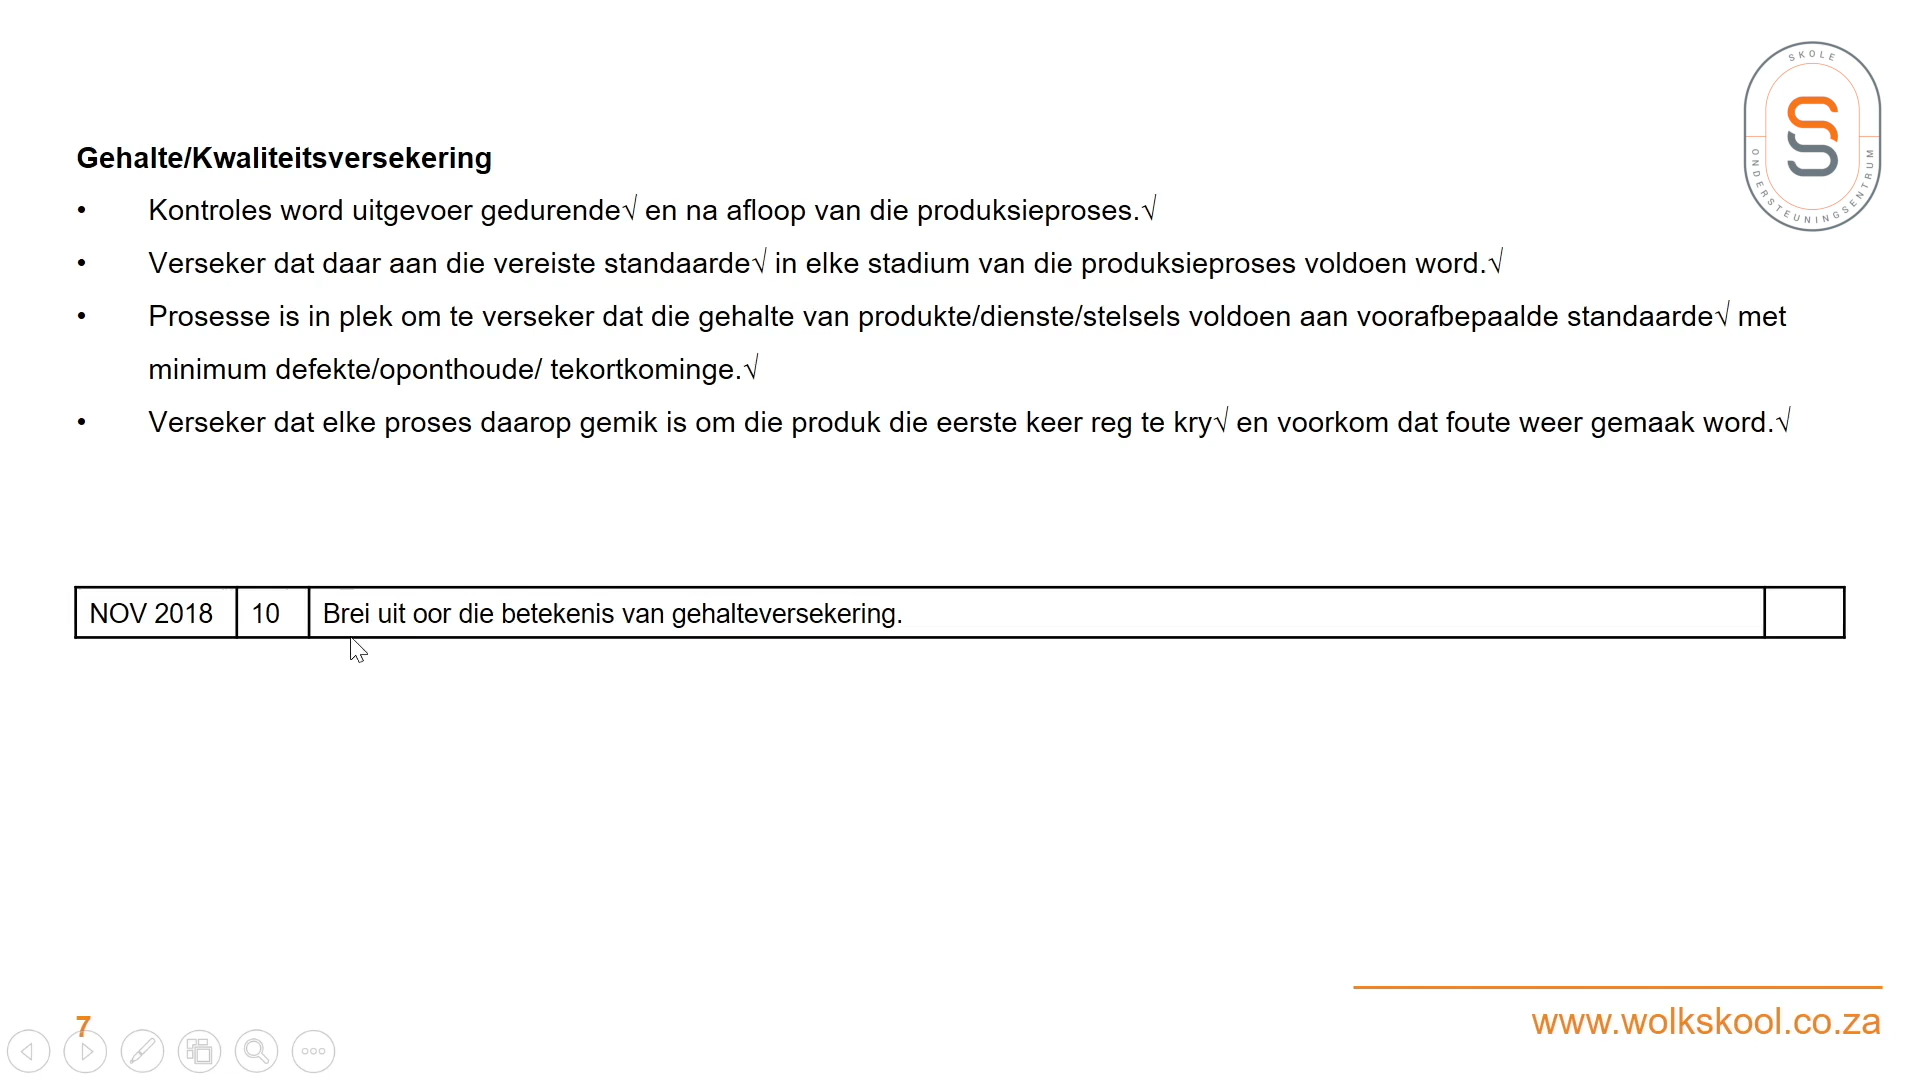 SKOLE
ONDERSTEUNINGSENTRUM
Gehalte/Kwaliteitsversekering
• Kontroles word uitgevoer gedurende√ en na afloop van die produksieproses.√
• Verseker dat daar aan die vereiste standaarde√ in elke stadium van die produksieproses voldoen word.√
• Prosesse is in plek om te verseker dat die gehalte van produkte/dienste/stelsels voldoen aan voorafbepaalde standaarde√ met
minimum defekte/oponthoude/ tekortkominge.√
• Verseker dat elke proses daarop gemik is om die produk die eerste keer reg te kry√ en voorkom dat foute weer gemaak word.√
NOV 2018 10 Brei uit oor die betekenis van gehalteversekering.
7
www.wolkskool.co.za